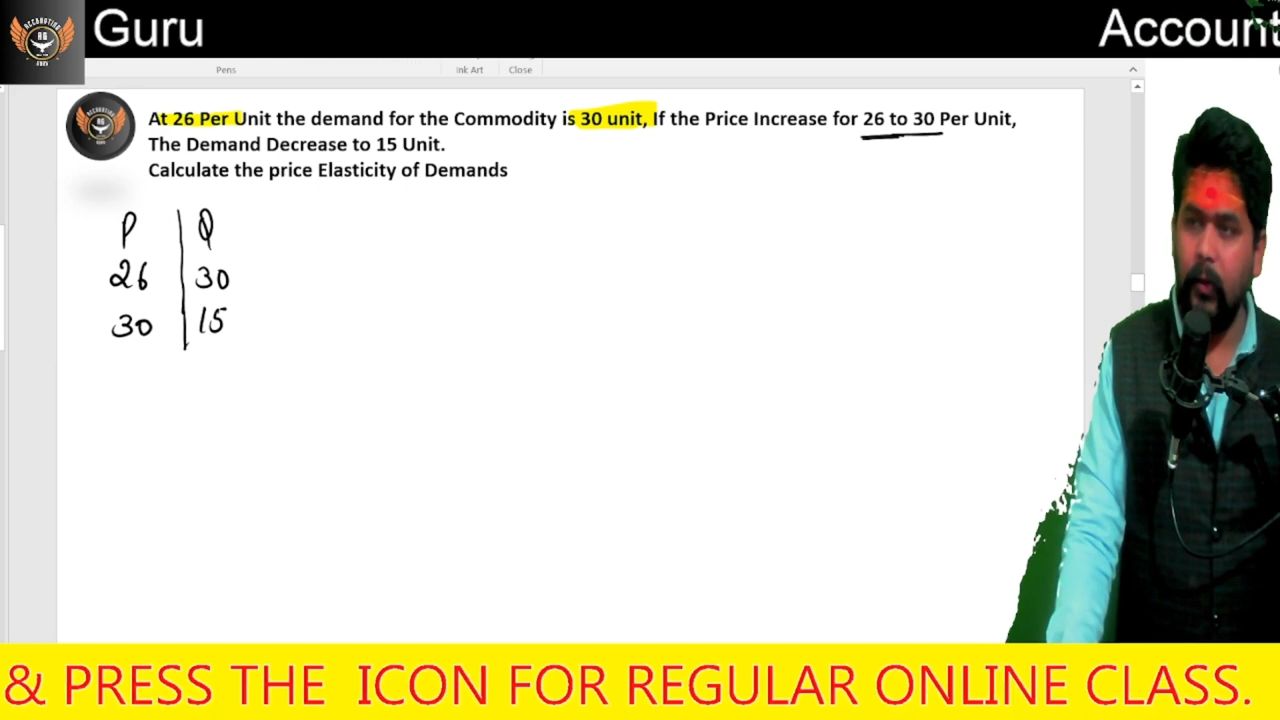 Guru
Account
Pens
Ink Art
Close
At 26 Per Unit the demand for the Commodity is 30 unit, If the Price Increase for 26 to 30 Per Unit,
The Demand Decrease to 15 Unit.
Calculate the price Elasticity of Demands
P Q
26 30
30 15
& PRESS THE ICON FOR REGULAR ONLINE CLASS.